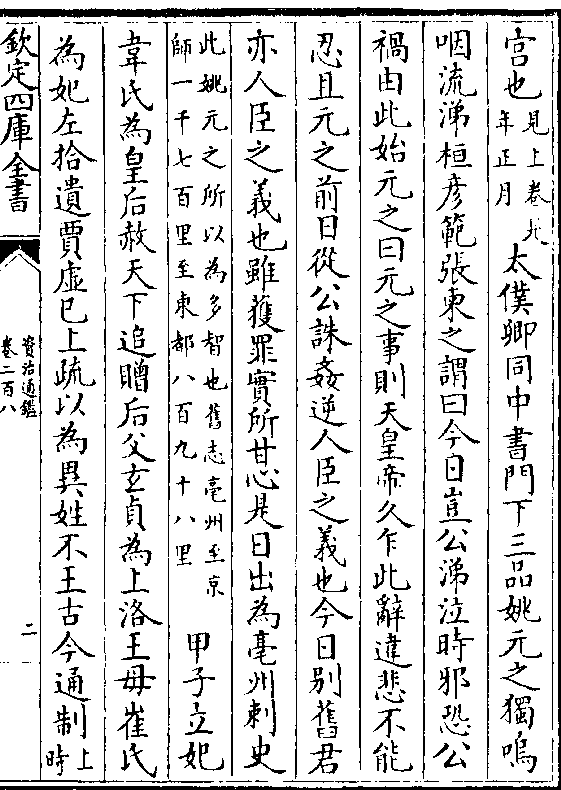 宫也見上卷光年正月太僕卿同中書門下三品姚元之獨嗚
咽流涕桓彦範張柬之謂曰今日豈公涕泣時邪恐公
禍由此始元之曰元之事則天皇帝久乍此辭違悲不能
忍且元之前日從公誅姦逆人臣之義也今日别舊君
亦人臣之義也雖獲罪實所甘心是日出為亳州刺史
此姚元之所以為多智也舊志亳州至京師一千七百里至東都八百九十八里甲子立妃
韋氏為皇后赦天下追贈后父玄貞為上洛王母崔氏
為妃左拾遺賈虚已上疏以為異姓不王古今通制上時
欽定四庫全書
資治通鑑
卷二百八
二